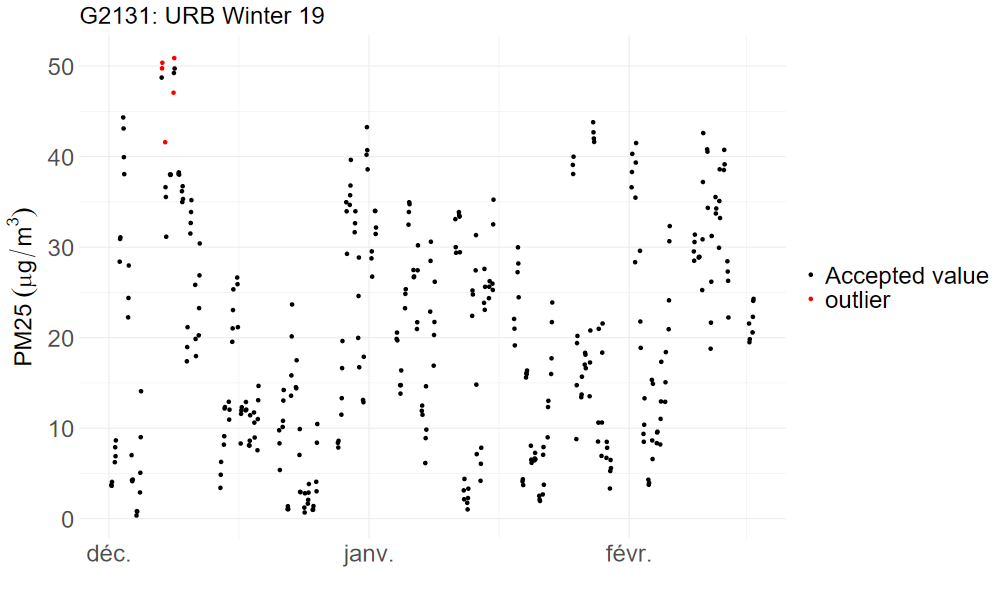 G2131: URB Winter 19
PM25 (μg/m³)
50
40
30
20
10
0
déc.
janv.
févr.
Accepted value
outlier